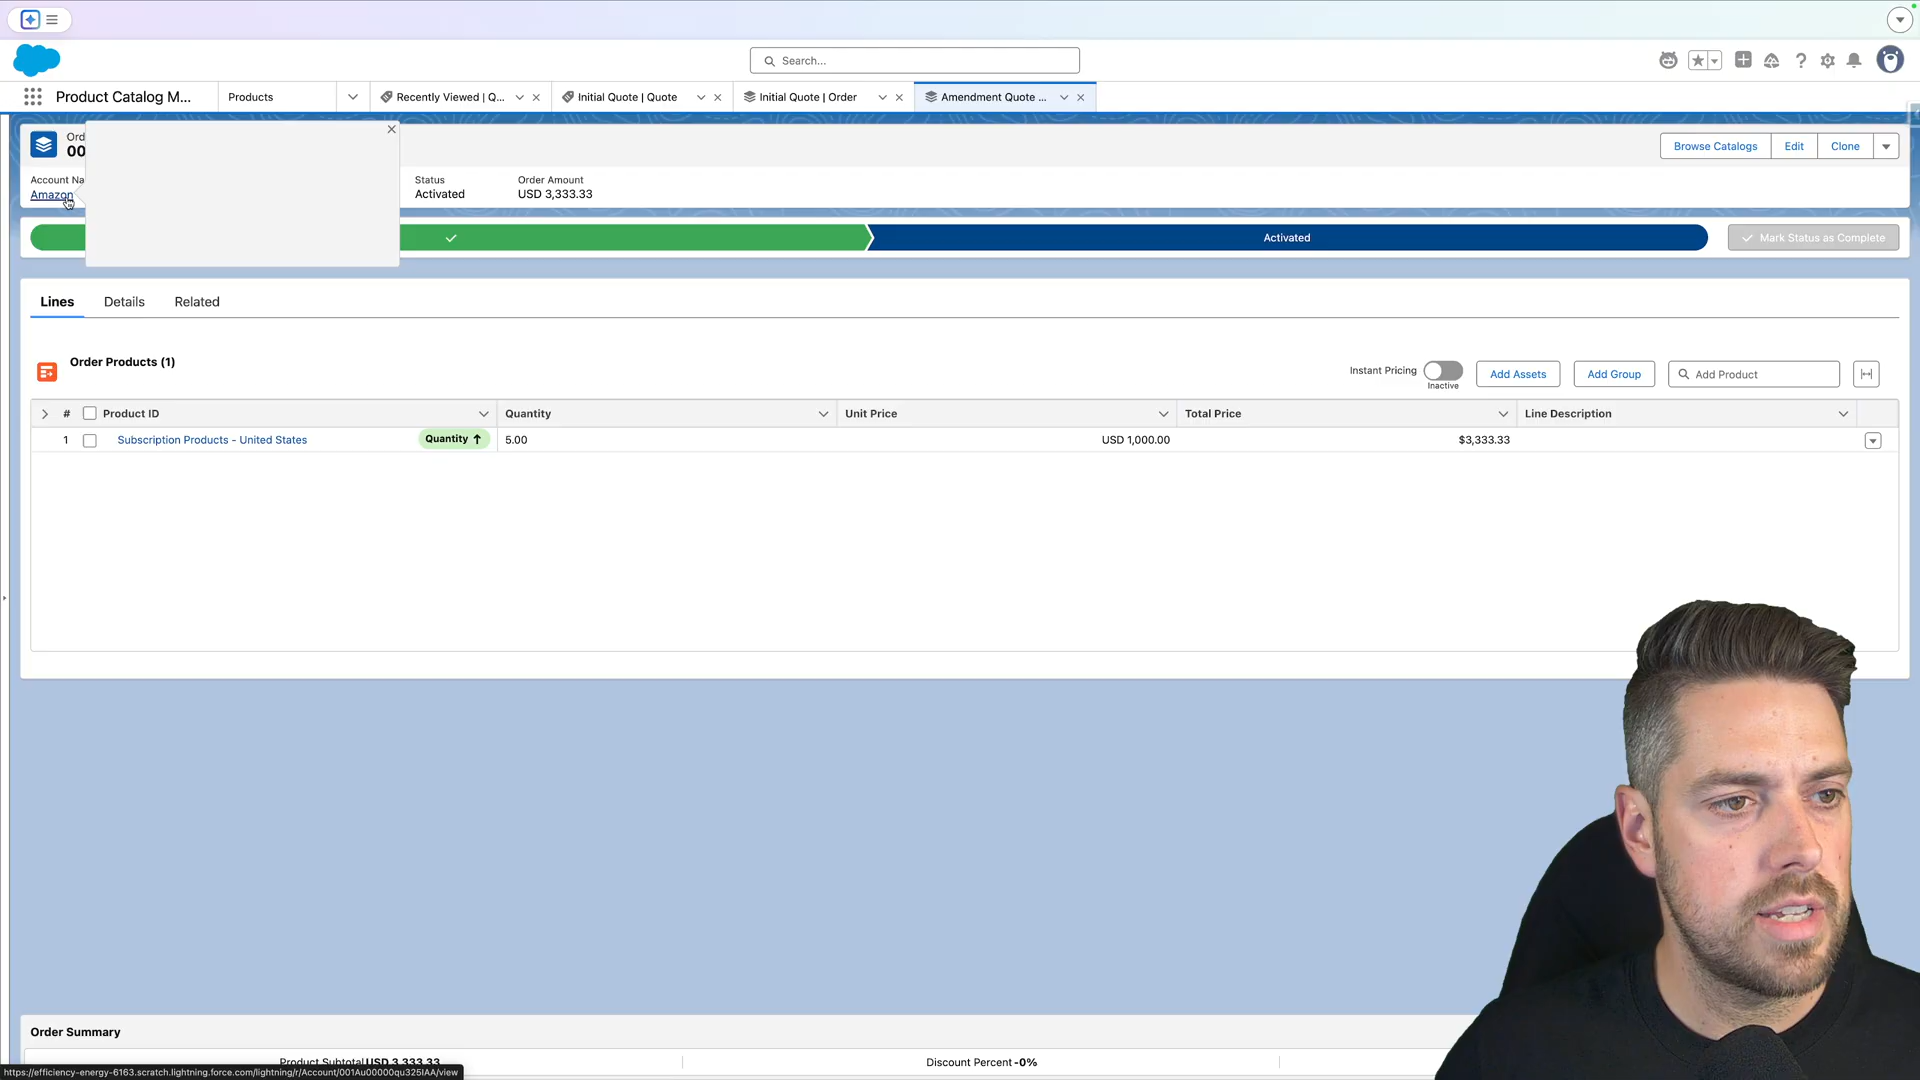 Search...
Product Catalog M...
Products
Recently Viewed | Q...
Initial Quote | Quote
Initial Quote | Order
Amendment Quote ...
Ord
00
Browse Catalogs
Edit
Clone
Account Na
Amazon
Status
Activated
Order Amount
USD 3,333.33
Activated
Mark Status as Complete
Lines
Details
Related
Order Products (1)
Instant Pricing
Inactive
Add Assets
Add Group
Add Product
#
Product ID
Quantity
Unit Price
Total Price
Line Description
1
Subscription Products - United States
Quantity ↑
5.00
USD 1,000.00
$3,333.33
Order Summary
Product Subtotal USD 3,333.33
Discount Percent -0%
https://efficiency-energy-6163.scratch.lightning.force.com/lightning/r/Account/001Au00000qu325IAA/view